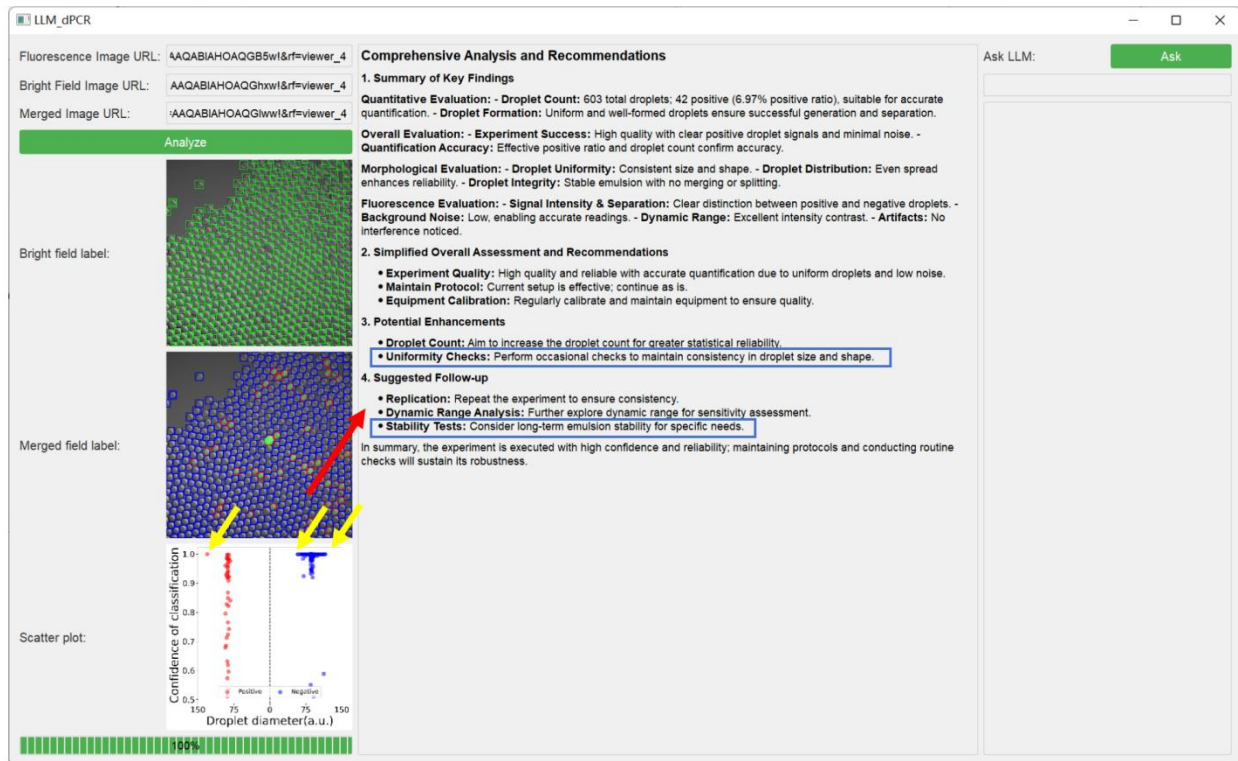 LLM_dPCR
Fluorescence Image URL: AAQABIAHOAQGB5w!&rf=viewer_4
Bright Field Image URL: AAQABIAHOAQGhxw!&rf=viewer_4
Merged Image URL: AAQABIAHOAQGlww!&rf=viewer_4
Analyze
Bright field label:
Merged field label:
Scatter plot:
Confidence of classification
1.0
0.9
0.8
0.7
0.6
0.5
Positive Negative
150 75 0 75 150
Droplet diameter(a.u.)
100%
Comprehensive Analysis and Recommendations
1. Summary of Key Findings
Quantitative Evaluation: - Droplet Count: 603 total droplets; 42 positive (6.97% positive ratio), suitable for accurate
quantification. - Droplet Formation: Uniform and well-formed droplets ensure successful generation and separation.
Overall Evaluation: - Experiment Success: High quality with clear positive droplet signals and minimal noise. -
Quantification Accuracy: Effective positive ratio and droplet count confirm accuracy.
Morphological Evaluation: - Droplet Uniformity: Consistent size and shape. - Droplet Distribution: Even spread
enhances reliability. - Droplet Integrity: Stable emulsion with no merging or splitting.
Fluorescence Evaluation: - Signal Intensity & Separation: Clear distinction between positive and negative droplets. -
Background Noise: Low, enabling accurate readings. - Dynamic Range: Excellent intensity contrast. - Artifacts: No
interference noticed.
2. Simplified Overall Assessment and Recommendations
• Experiment Quality: High quality and reliable with accurate quantification due to uniform droplets and low noise.
• Maintain Protocol: Current setup is effective; continue as is.
• Equipment Calibration: Regularly calibrate and maintain equipment to ensure quality.
3. Potential Enhancements
• Droplet Count: Aim to increase the droplet count for greater statistical reliability.
• Uniformity Checks: Perform occasional checks to maintain consistency in droplet size and shape.
4. Suggested Follow-up
• Replication: Repeat the experiment to ensure consistency.
• Dynamic Range Analysis: Further explore dynamic range for sensitivity assessment.
• Stability Tests: Consider long-term emulsion stability for specific needs.
In summary, the experiment is executed with high confidence and reliability; maintaining protocols and conducting routine
checks will sustain its robustness.
Ask LLM:
Ask